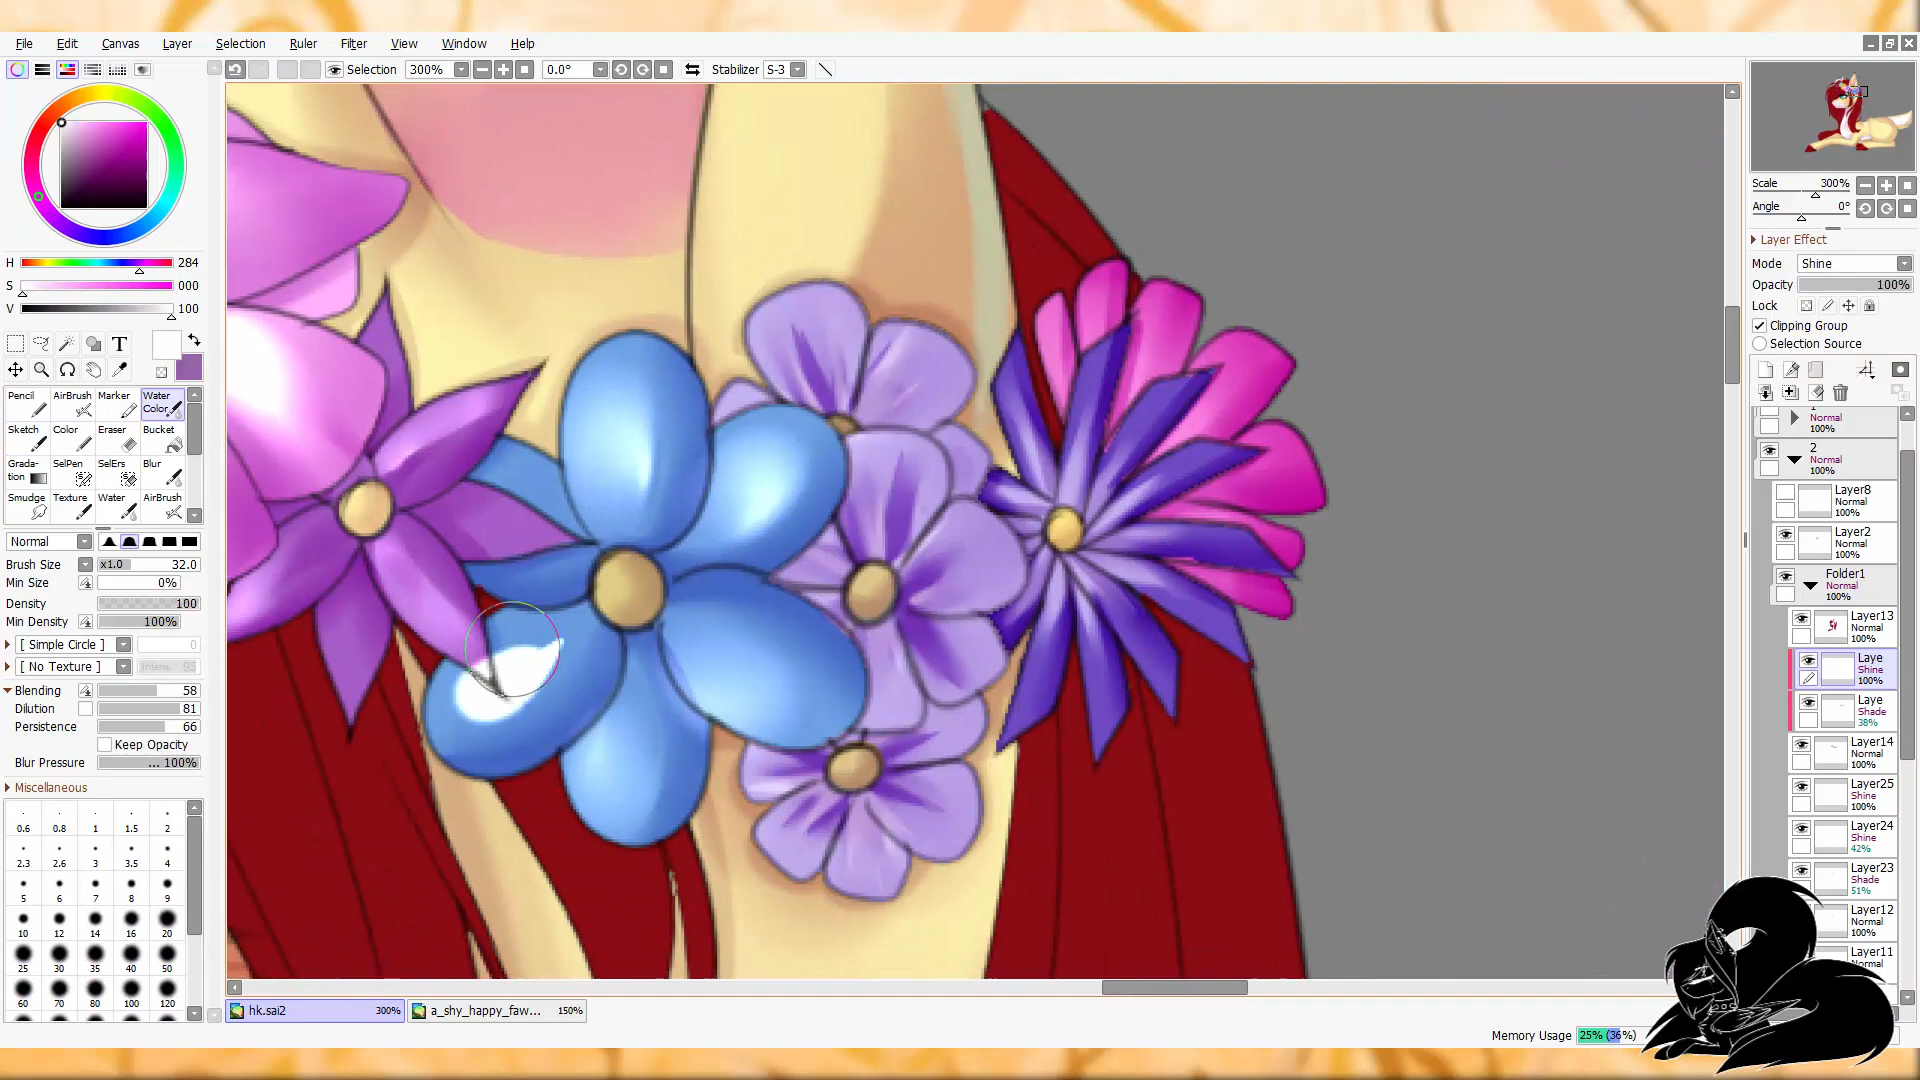 File Edit Canvas Layer Selection Ruler Filter View Window Help
Selection 300% 0.0° Stabilizer S-3
H 284
S 000
V 100
T
Pencil AirBrush Marker Water Color
Sketch Color Eraser Bucket
Grada-tion SelPen SelErs Blur
Smudge Texture Water AirBrush
Normal
Brush Size x1.0 32.0
Min Size 0%
Density 100
Min Density 100%
[ Simple Circle ] 0
[ No Texture ] Intens. 95
Blending 58
Dilution 81
Persistence 66
Keep Opacity
Blur Pressure ... 100%
Miscellaneous
0.6 0.8 1 1.5 2
2.3 2.6 3 3.5 4
5 6 7 8 9
10 12 14 16 20
25 30 35 40 50
60 70 80 100 120
hk.sai2 300% a_shy_happy_faw... 150%
Memory Usage 25% (36%)
Scale 300%
Angle 0°
Layer Effect
Mode Shine
Opacity 100%
Lock
Clipping Group
Selection Source
Normal
100%
2
Normal
100%
Layer8
Normal
100%
Layer2
Normal
100%
Folder1
Normal
100%
Layer13
Normal
100%
Laye
Shine
100%
Laye
Shade
38%
Layer14
Normal
100%
Layer25
Shine
100%
Layer24
Shine
42%
Layer23
Shade
51%
Layer12
Normal
100%
Layer11
Normal